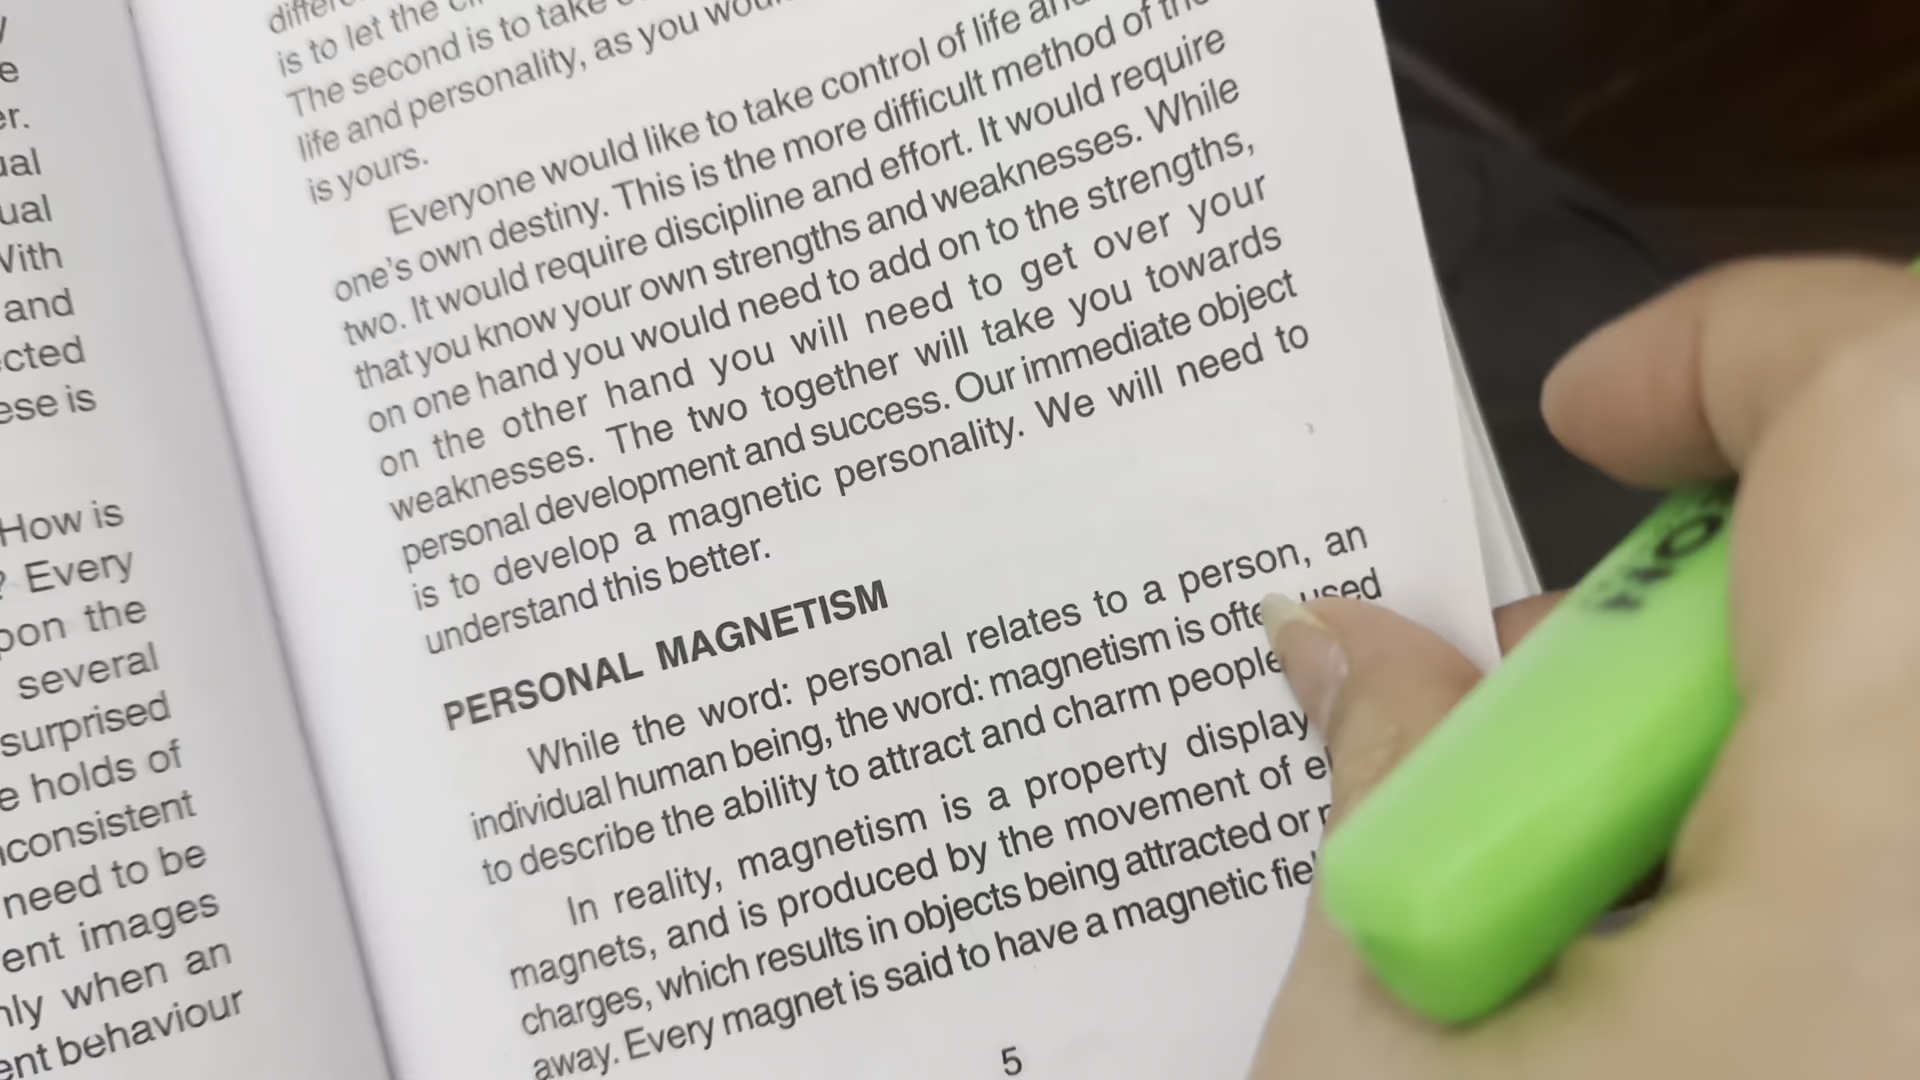 er.
ual
ual
With
and
ected
ese is
How is
? Every
pon the
several
surprised
e holds of
nconsistent
need to be
ent images
nly when an
ent behaviour
is to let the
The second is to take
life and personality, as you would
is yours.
Everyone would like to take control of life and
one's own destiny. This is the more difficult method of the
two. It would require discipline and effort. It would require
that you know your own strengths and weaknesses. While
on one hand you would need to add on to the strengths,
on the other hand you will need to get over your
weaknesses. The two together will take you towards
personal development and success. Our immediate object
is to develop a magnetic personality. We will need to
understand this better.
PERSONAL MAGNETISM
While the word: personal relates to a person, an
individual human being, the word: magnetism is often used
to describe the ability to attract and charm people
In reality, magnetism is a property display
magnets, and is produced by the movement of el
charges, which results in objects being attracted or r
away. Every magnet is said to have a magnetic fiel
5